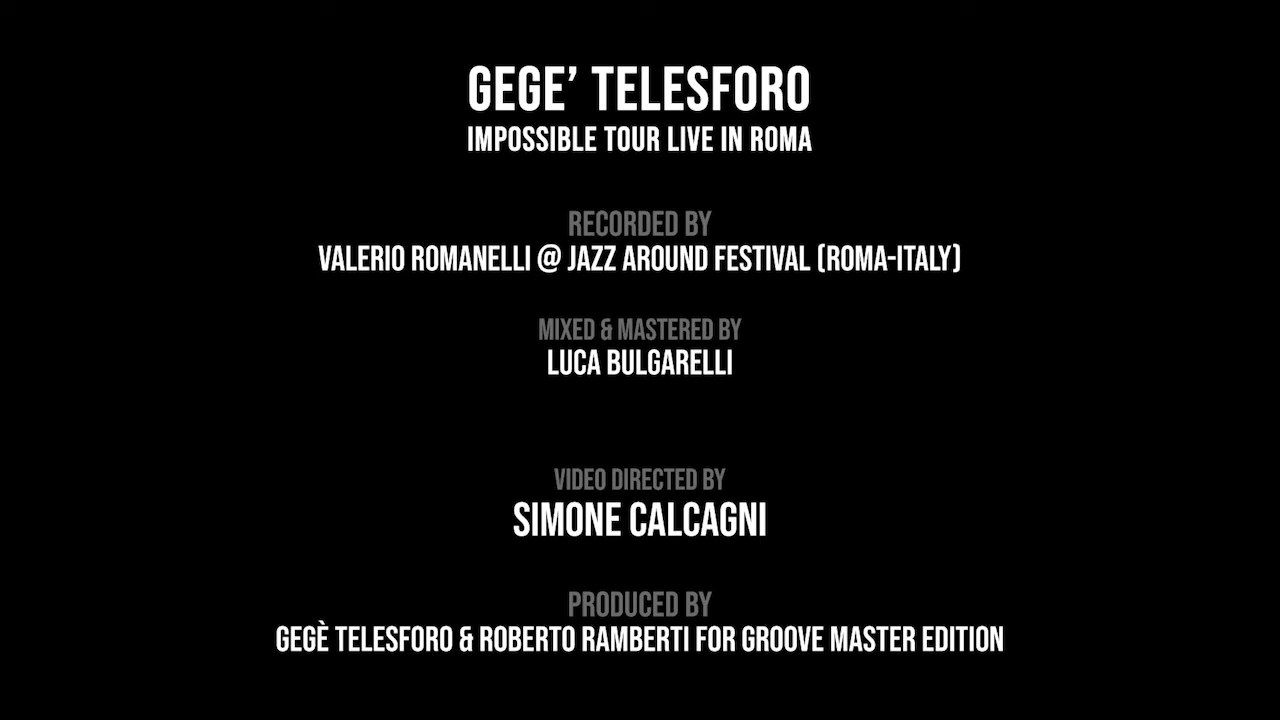 GEGE’ TELESFORO
IMPOSSIBLE TOUR LIVE IN ROMA
RECORDED BY
VALERIO ROMANELLI @ JAZZ AROUND FESTIVAL (ROMA-ITALY)
MIXED & MASTERED BY
LUCA BULGARELLI
VIDEO DIRECTED BY
SIMONE CALCAGNI
PRODUCED BY
GEGÈ TELESFORO & ROBERTO RAMBERTI FOR GROOVE MASTER EDITION